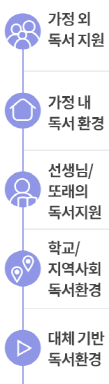 가정 외
독서 지원
가정 내
독서 환경
선생님/
또래의
독서지원
학교/
지역사회
독서환경
대체 기반
독서환경